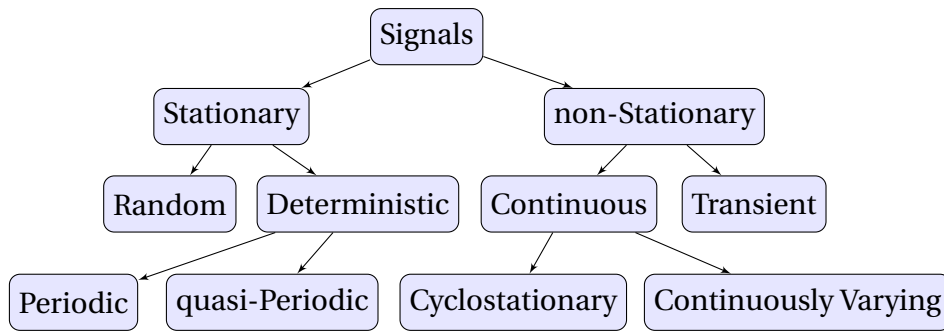 Signals
Stationary
non-Stationary
Random
Deterministic
Continuous
Transient
Periodic
quasi-Periodic
Cyclostationary
Continuously Varying